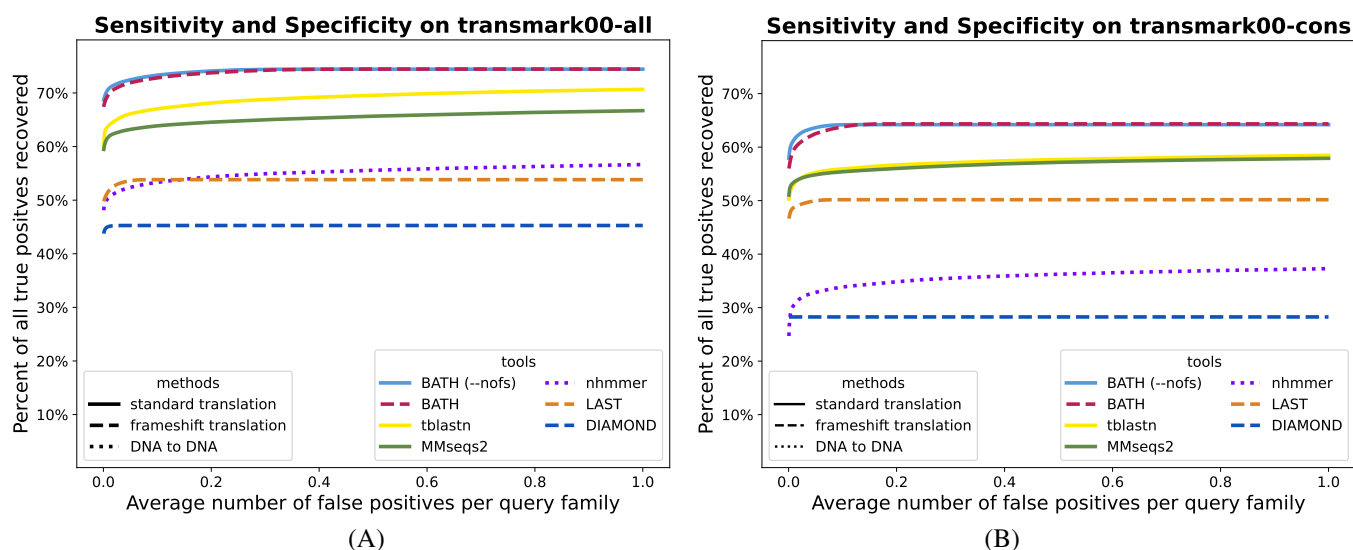 Sensitivity and Specificity on transmark00-all
Percent of all true positves recovered
70%
60%
50%
40%
30%
20%
10%
methods
standard translation
frameshift translation
DNA to DNA
tools
BATH (--nofs)
BATH
tblastn
MMseqs2
nhmmer
LAST
DIAMOND
0.0 0.2 0.4 0.6 0.8 1.0
Average number of false positives per query family
(A)
Sensitivity and Specificity on transmark00-cons
Percent of all true positves recovered
70%
60%
50%
40%
30%
20%
10%
methods
standard translation
frameshift translation
DNA to DNA
tools
BATH (--nofs)
BATH
tblastn
MMseqs2
nhmmer
LAST
DIAMOND
0.0 0.2 0.4 0.6 0.8 1.0
Average number of false positives per query family
(B)